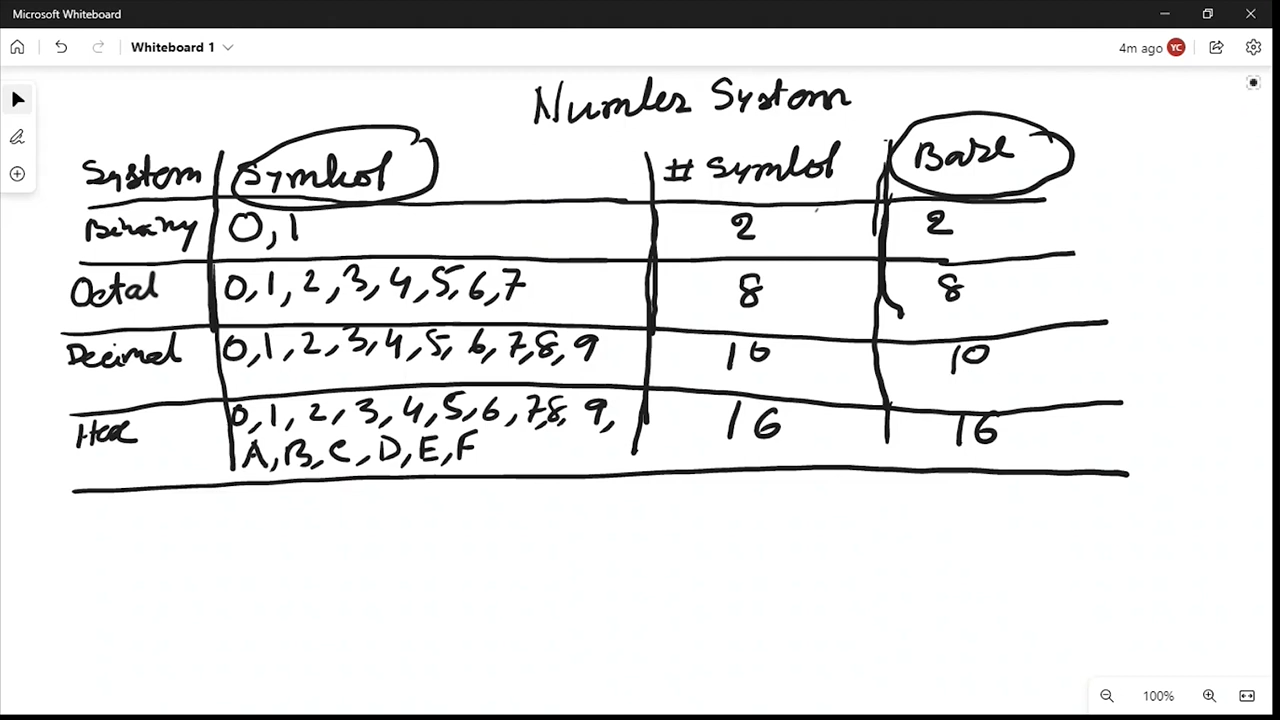 Microsoft Whiteboard
Whiteboard 1
4m ago YC
Number System
System Symbol # Symbol Base
Binary 0, 1 2 2
Octal 0, 1, 2, 3, 4, 5, 6, 7 8 8
Decimal 0, 1, 2, 3, 4, 5, 6, 7, 8, 9 10 10
Hex 0, 1, 2, 3, 4, 5, 6, 7, 8, 9, 16 16
A, B, C, D, E, F
100%